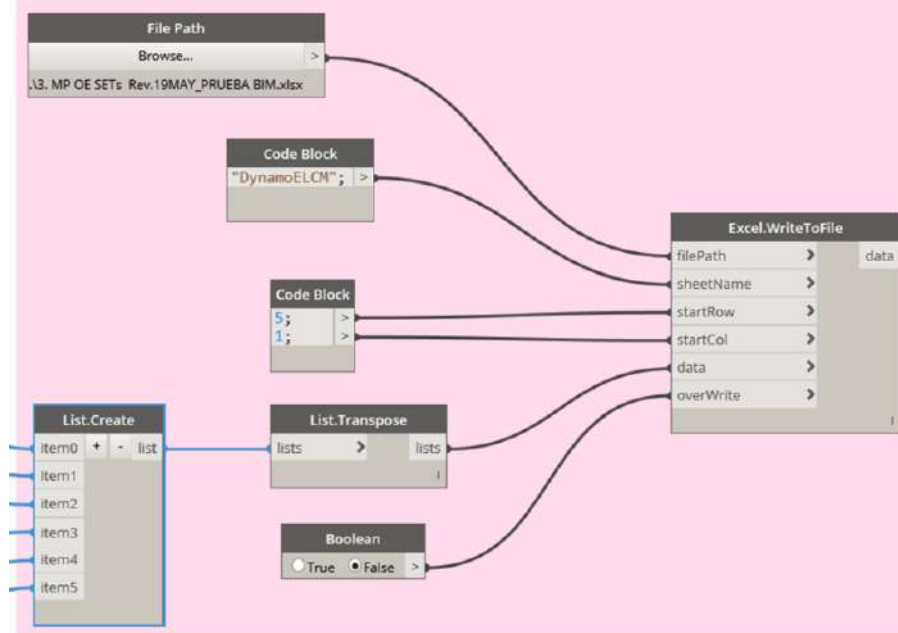 File Path
Browse... >
.\3. MP OE SETs Rev.19MAY_PRUEBA BIM.xlsx
Code Block
"DynamoELCM"; >
Excel.WriteToFile
filePath > data
sheetName >
startRow >
startCol >
data >
overWrite >
Code Block
5; >
1; >
List.Create
item0 + - list
item1
item2
item3
item4
item5
List.Transpose
lists > lists
Boolean
True False >